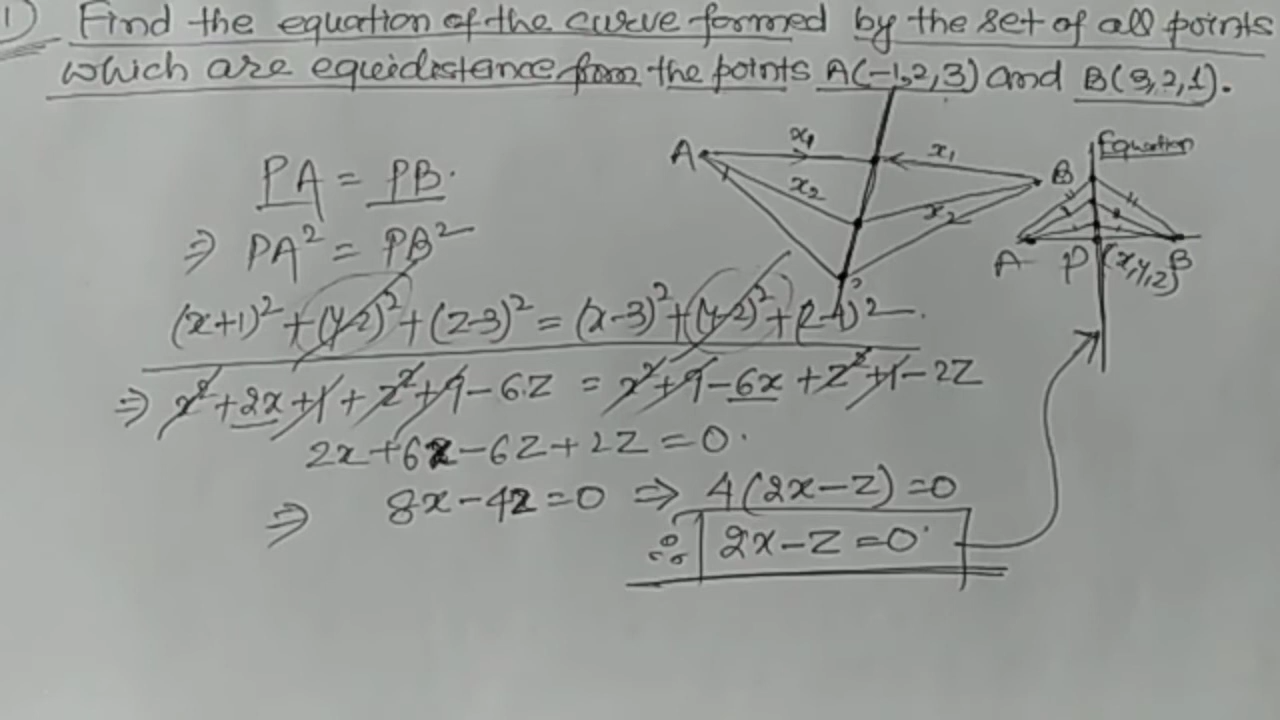 1) Find the equation of the curve formed by the set of all points
which are equidistance from the points A(-1,2,3) and B(3,2,1).
PA = PB.
⇒ PA² = PB²
(x+1)² + (y-2)² + (z-3)² = (x-3)² + (y-2)² + (z-1)².
⇒ x² + 2x + 1 + z² + 9 - 6z = x² + 9 - 6x + z² + 1 - 2z
2x + 6x - 6z + 2z = 0.
⇒ 8x - 4z = 0 ⇒ 4(2x - z) = 0
∴ 2x - z = 0.
A x₁ x₁ B
x₂ x₂
Equation
A P (x,y,z) B